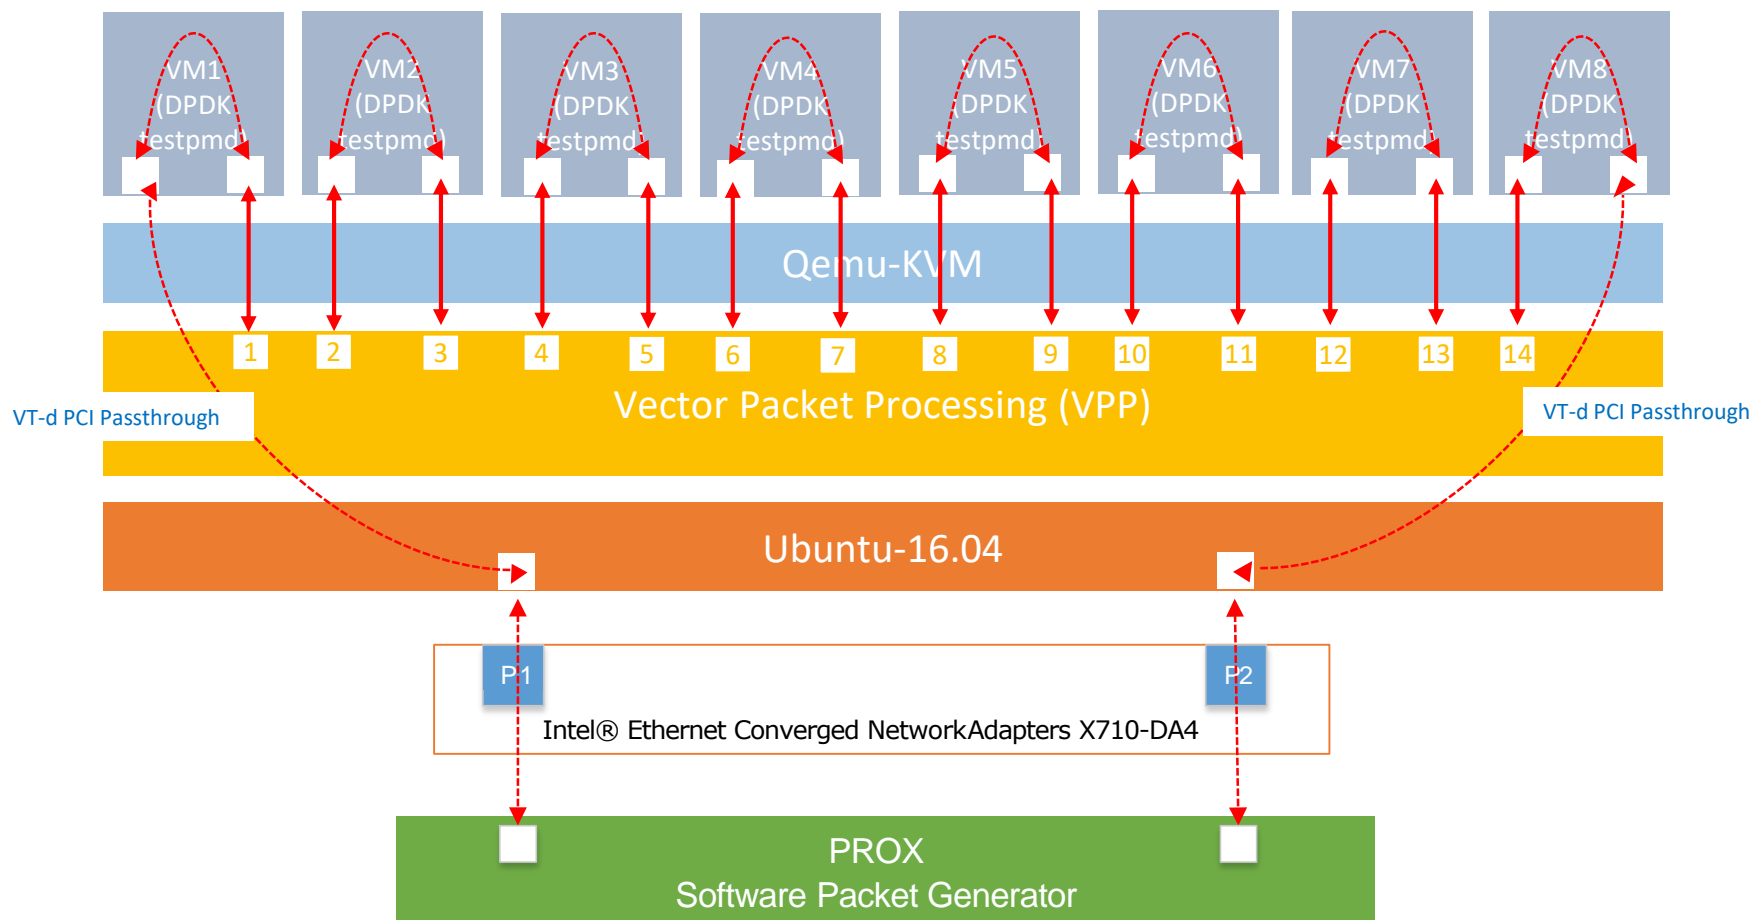 VM1
(DPDK
testpmd)
VM2
(DPDK
testpmd)
VM3
(DPDK
testpmd)
VM4
(DPDK
testpmd)
VM5
(DPDK
testpmd)
VM6
(DPDK
testpmd)
VM7
(DPDK
testpmd)
VM8
(DPDK
testpmd)
Qemu-KVM
1 2 3 4 5 6 7 8 9 10 11 12 13 14
Vector Packet Processing (VPP)
VT-d PCI Passthrough
VT-d PCI Passthrough
Ubuntu-16.04
P1
P2
Intel® Ethernet Converged NetworkAdapters X710-DA4
PROX
Software Packet Generator